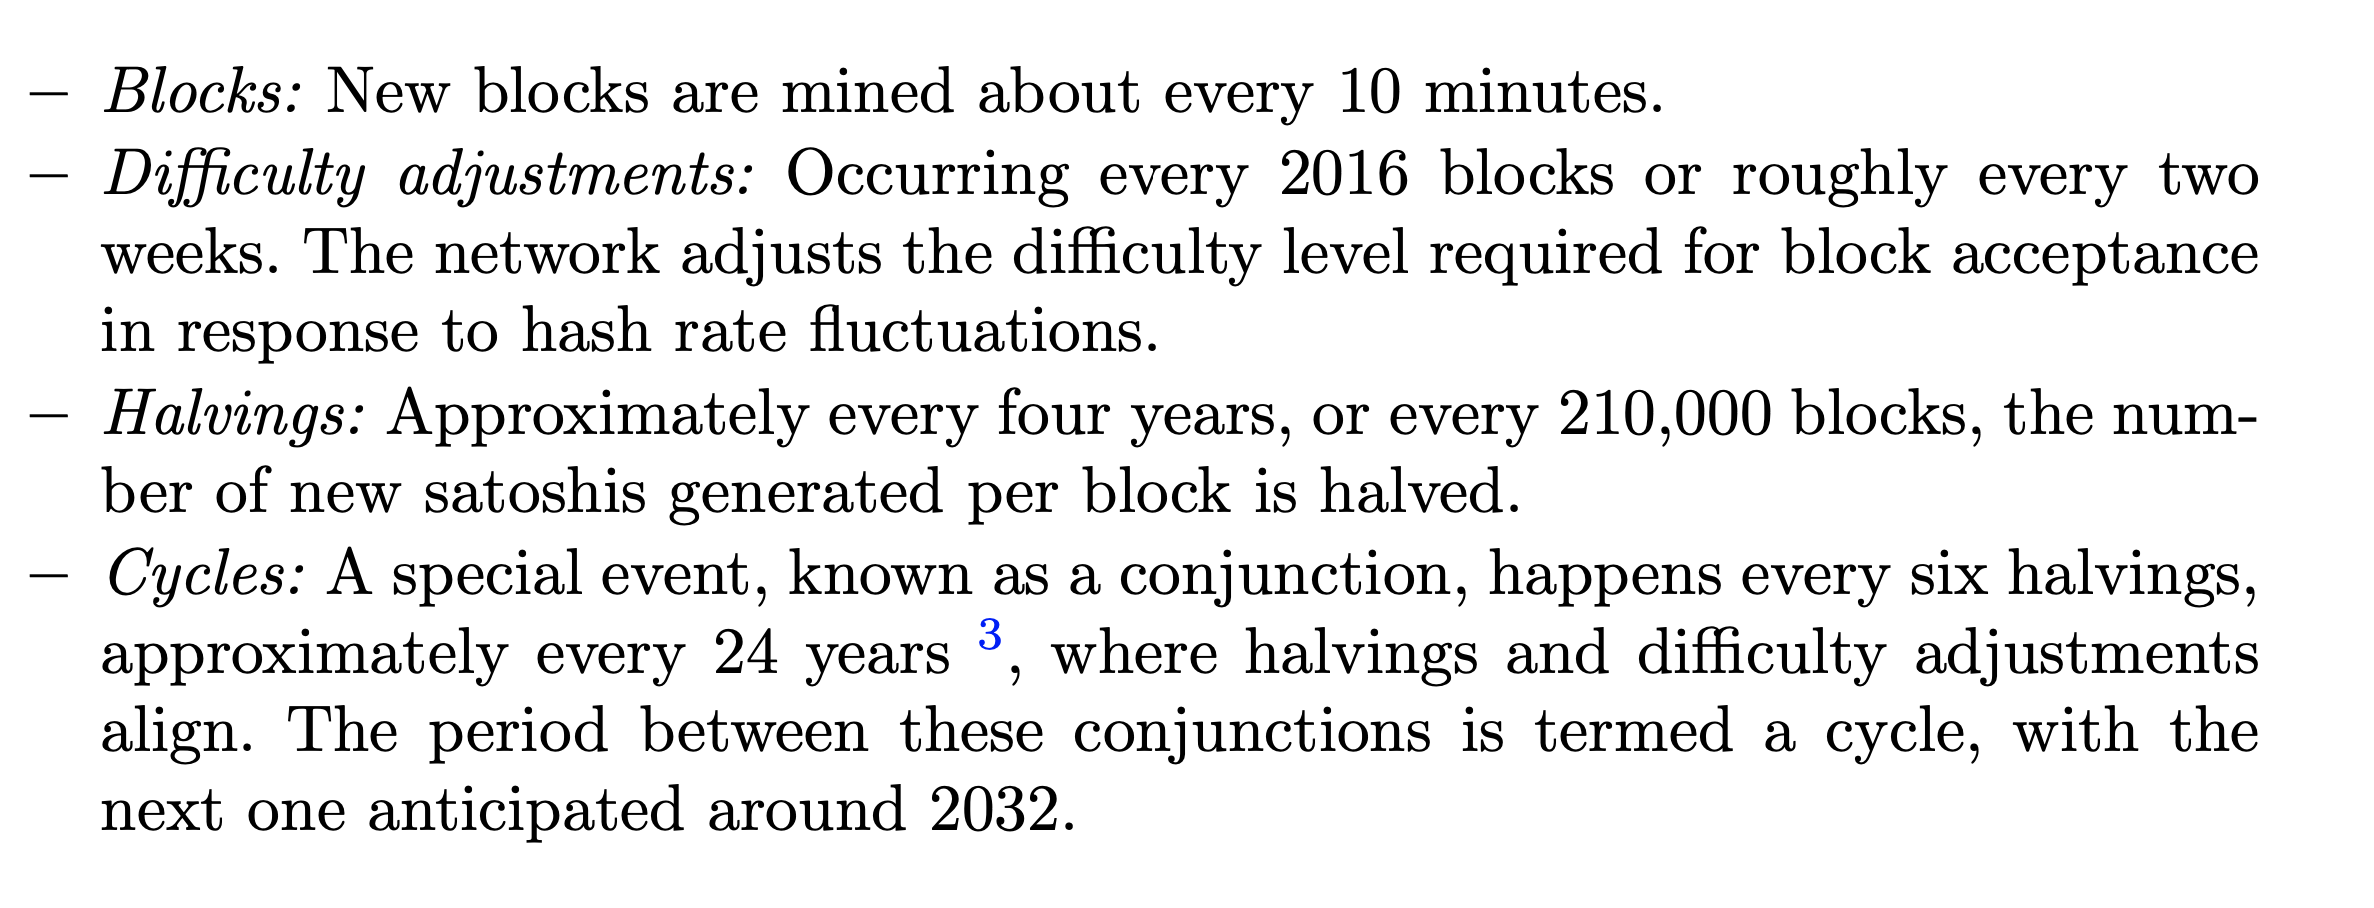 – Blocks: New blocks are mined about every 10 minutes.
– Difficulty adjustments: Occurring every 2016 blocks or roughly every two
weeks. The network adjusts the difficulty level required for block acceptance
in response to hash rate fluctuations.
– Halvings: Approximately every four years, or every 210,000 blocks, the num-
ber of new satoshis generated per block is halved.
– Cycles: A special event, known as a conjunction, happens every six halvings,
approximately every 24 years 3, where halvings and difficulty adjustments
align. The period between these conjunctions is termed a cycle, with the
next one anticipated around 2032.